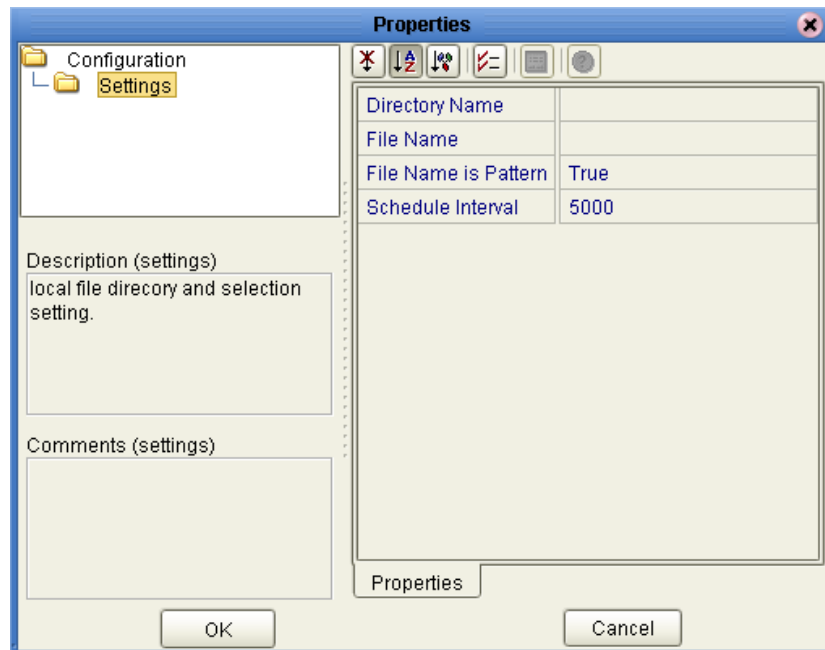 Properties
Configuration
Settings
Directory Name
File Name
File Name is Pattern True
Schedule Interval 5000
Description (settings)
local file direcory and selection
setting.
Comments (settings)
Properties
OK
Cancel